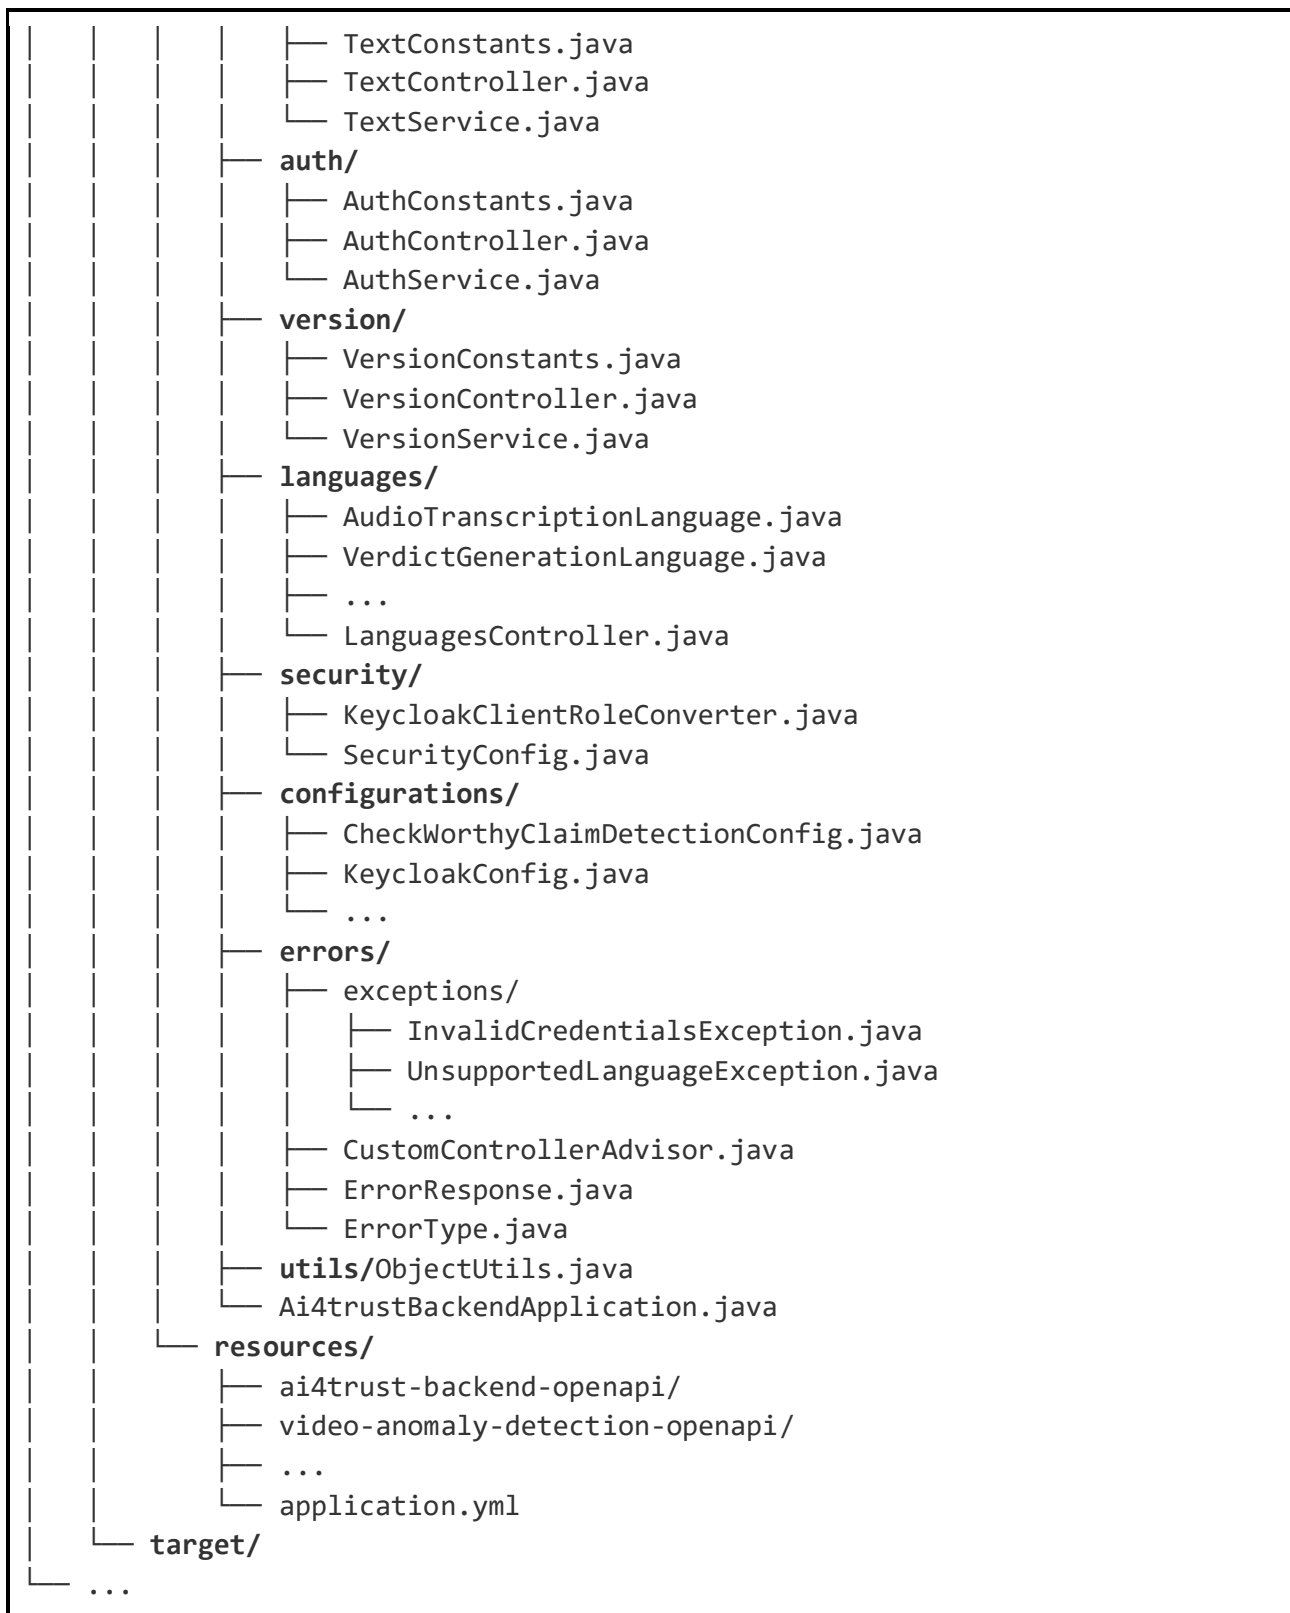 │   │   │   │   ├── TextConstants.java
│   │   │   │   ├── TextController.java
│   │   │   │   └── TextService.java
│   │   │   ├── auth/
│   │   │   │   ├── AuthConstants.java
│   │   │   │   ├── AuthController.java
│   │   │   │   └── AuthService.java
│   │   │   ├── version/
│   │   │   │   ├── VersionConstants.java
│   │   │   │   ├── VersionController.java
│   │   │   │   └── VersionService.java
│   │   │   ├── languages/
│   │   │   │   ├── AudioTranscriptionLanguage.java
│   │   │   │   ├── VerdictGenerationLanguage.java
│   │   │   │   ├── ...
│   │   │   │   └── LanguagesController.java
│   │   │   ├── security/
│   │   │   │   ├── KeycloakClientRoleConverter.java
│   │   │   │   └── SecurityConfig.java
│   │   │   ├── configurations/
│   │   │   │   ├── CheckWorthyClaimDetectionConfig.java
│   │   │   │   ├── KeycloakConfig.java
│   │   │   │   └── ...
│   │   │   ├── errors/
│   │   │   │   ├── exceptions/
│   │   │   │   │   ├── InvalidCredentialsException.java
│   │   │   │   │   ├── UnsupportedLanguageException.java
│   │   │   │   │   └── ...
│   │   │   │   ├── CustomControllerAdvisor.java
│   │   │   │   ├── ErrorResponse.java
│   │   │   │   └── ErrorType.java
│   │   │   ├── utils/ObjectUtils.java
│   │   │   └── Ai4trustBackendApplication.java
│   │   └── resources/
│   │       ├── ai4trust-backend-openapi/
│   │       ├── video-anomaly-detection-openapi/
│   │       ├── ...
│   │       └── application.yml
│   └── target/
└── ...